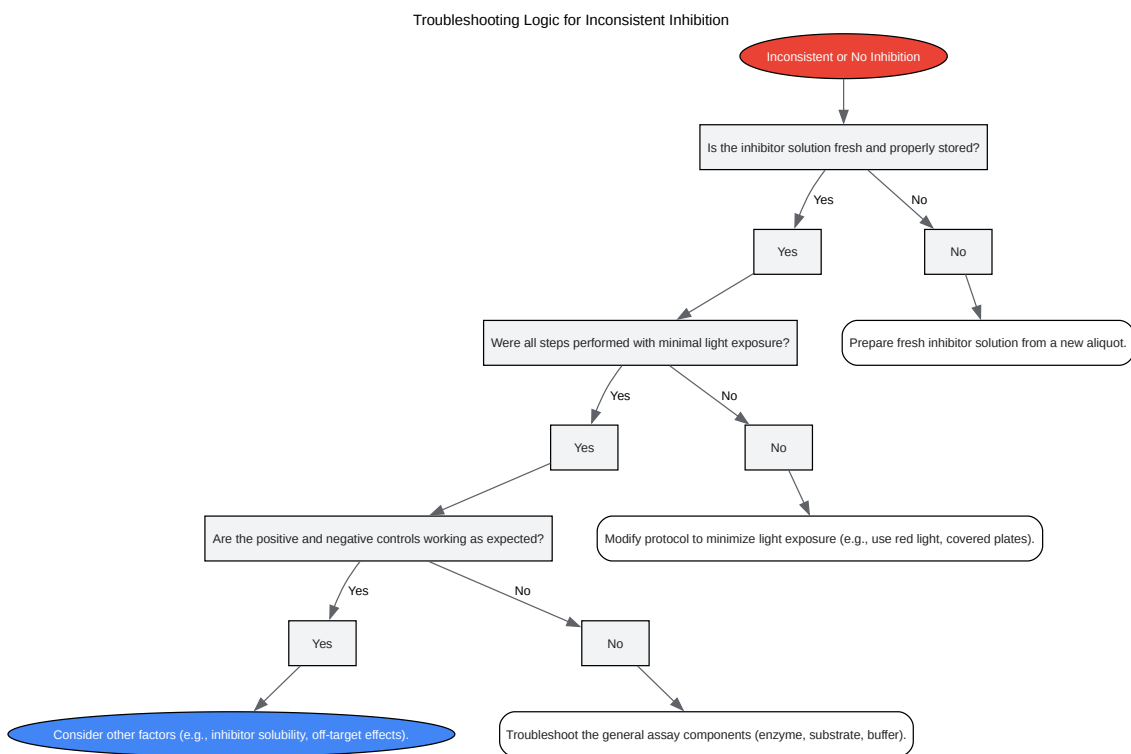 Troubleshooting Logic for Inconsistent Inhibition
Inconsistent or No Inhibition
Is the inhibitor solution fresh and properly stored?
Yes
No
Yes
No
Were all steps performed with minimal light exposure?
Prepare fresh inhibitor solution from a new aliquot.
Yes
No
Yes
No
Are the positive and negative controls working as expected?
Modify protocol to minimize light exposure (e.g., use red light, covered plates).
Yes
No
Yes
No
Consider other factors (e.g., inhibitor solubility, off-target effects).
Troubleshoot the general assay components (enzyme, substrate, buffer).